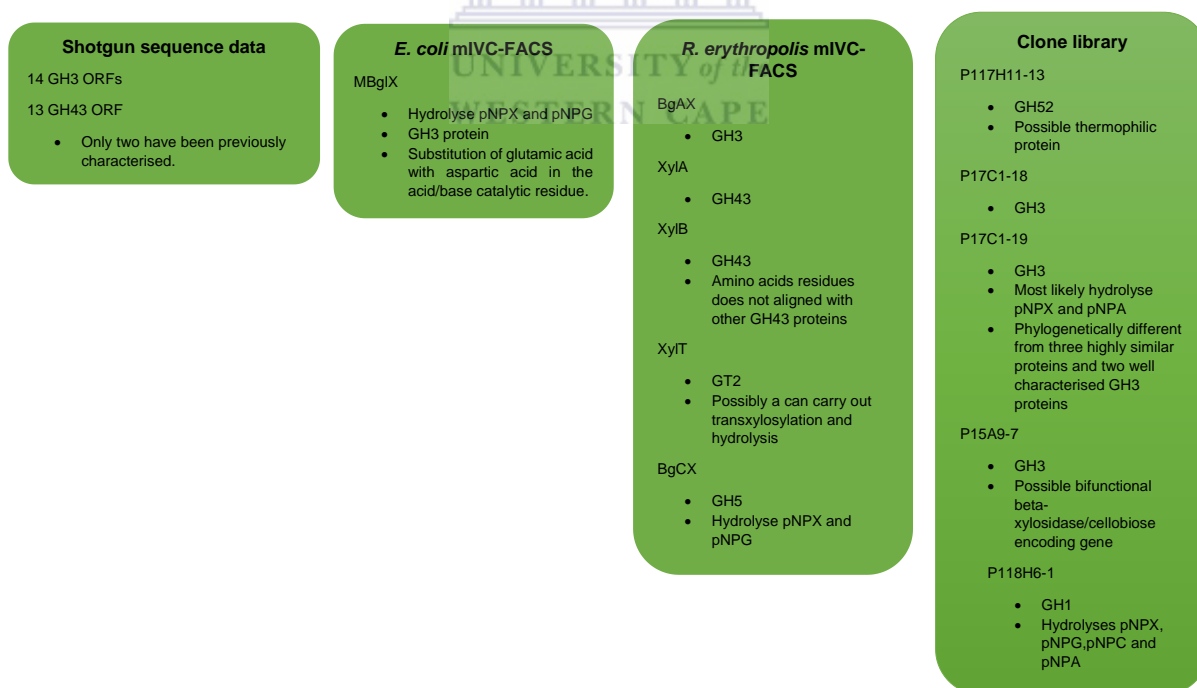 Shotgun sequence data
14 GH3 ORFs
13 GH43 ORF
• Only two have been previously
characterised.
E. coli mIVC-FACS
MBglX
• Hydrolyse pNPX and pNPG
• GH3 protein
• Substitution of glutamic acid
with aspartic acid in the
acid/base catalytic residue.
UNIVERSITY of the
WESTERN CAPE
R. erythropolis mIVC-
FACS
BgAX
• GH3
XylA
• GH43
XylB
• GH43
• Amino acids residues
does not aligned with
other GH43 proteins
XylT
• GT2
• Possibly a can carry out
transxylosylation and
hydrolysis
BgCX
• GH5
• Hydrolyse pNPX and
pNPG
Clone library
P117H11-13
• GH52
• Possible thermophilic
protein
P17C1-18
• GH3
P17C1-19
• GH3
• Most likely hydrolyse
pNPX and pNPA
• Phylogenetically different
from three highly similar
proteins and two well
characterised GH3
proteins
P15A9-7
• GH3
• Possible bifunctional
beta-
xylosidase/cellobiose
encoding gene
P118H6-1
• GH1
• Hydrolyses pNPX,
pNPG,pNPC and
pNPA